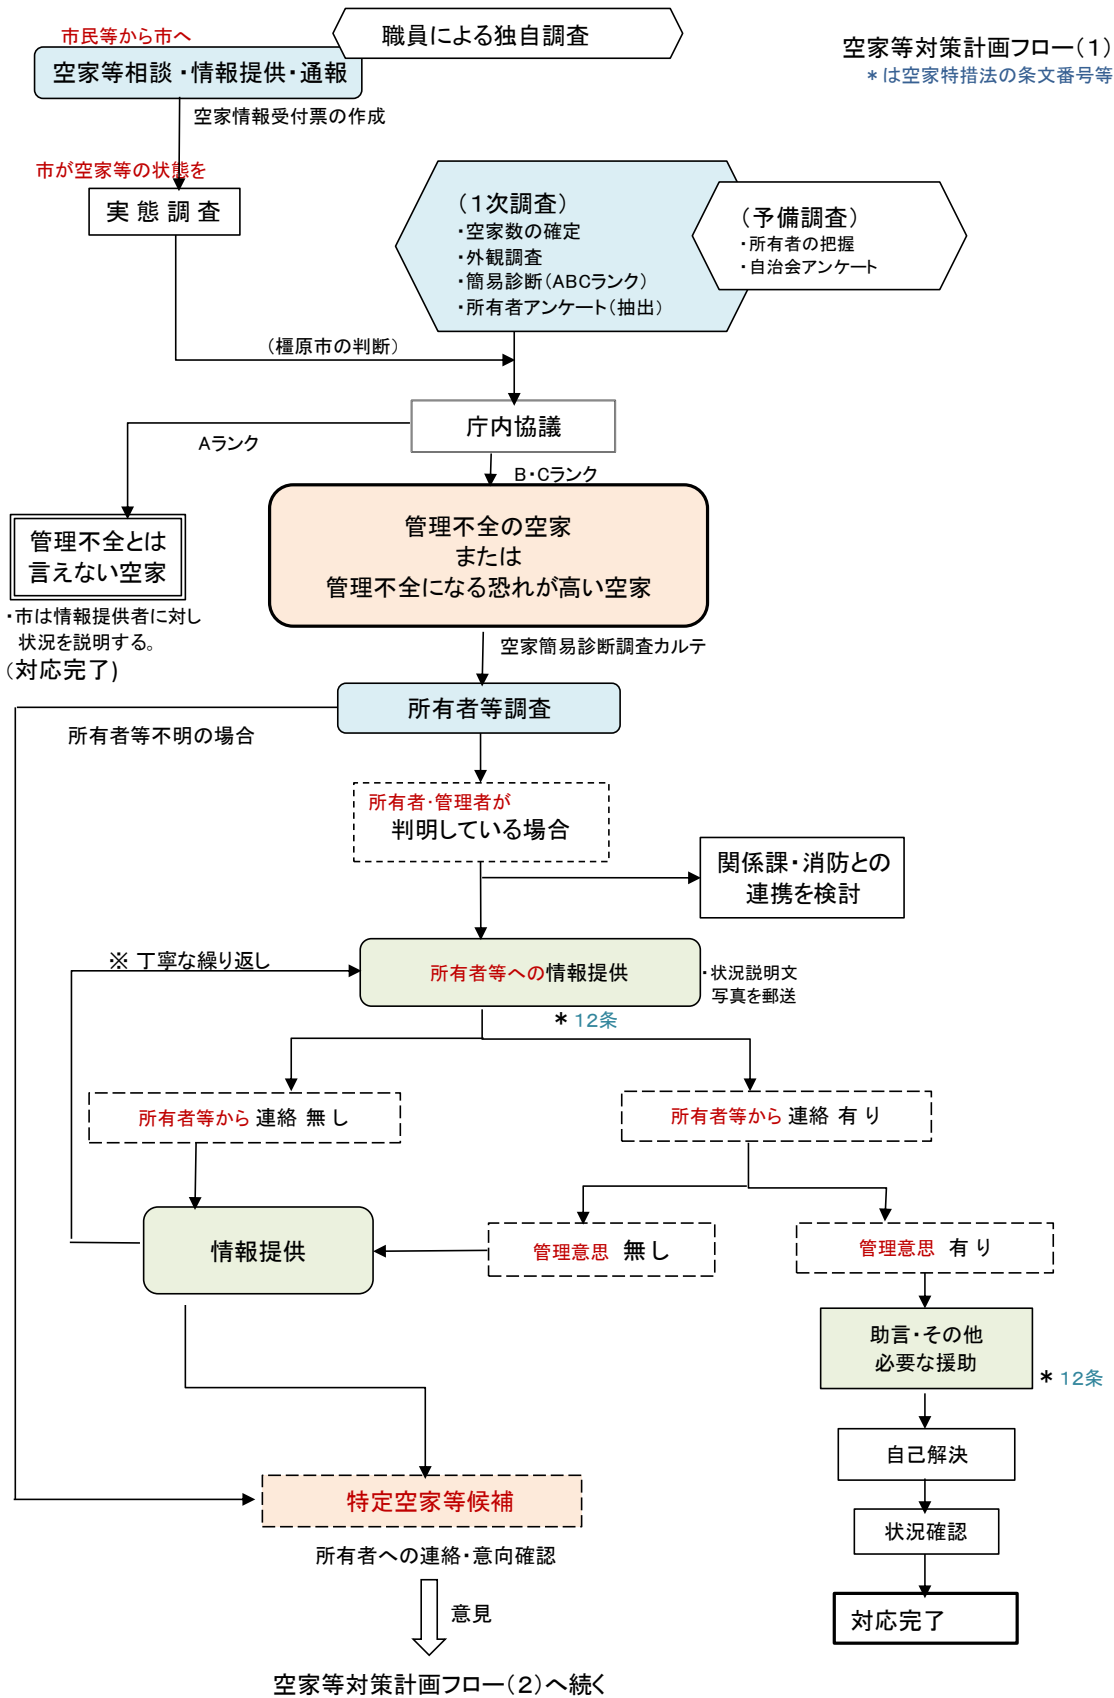 職員による独自調査
市民等から市へ
空家等相談・情報提供・通報
空家等対策計画フロー（１）
＊は空家特措法の条文番号等
空家情報受付票の作成
市が空家等の状態を
実 態 調 査
（１次調査）
・空家数の確定
・外観調査
・簡易診断（ABCランク）
・所有者アンケート（抽出）
（予備調査）
・所有者の把握
・自治会アンケート
（橿原市の判断）
庁内協議
Aランク
B・Cランク
管理不全の空家
または
管理不全になる恐れが高い空家
管理不全とは
言えない空家
・市は情報提供者に対し
状況を説明する。
（対応完了)
空家簡易診断調査カルテ
所有者等調査
所有者等不明の場合
所有者・管理者が
判明している場合
関係課・消防との
連携を検討
※ 丁寧な繰り返し
所有者等への情報提供
・状況説明文
写真を郵送
＊ 12条
所有者等から 連絡 無 し
所有者等から 連絡 有 り
情報提供
管理意思 無 し
管理意思 有 り
助言・その他
必要な援助
＊ 12条
自己解決
特定空家等候補
状況確認
所有者への連絡・意向確認
意見
対応完了
空家等対策計画フロー（２）へ続く